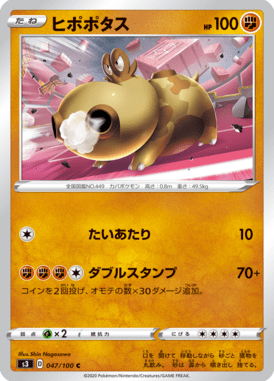 たね ヒポポタス HP100
全国図鑑NO.449 カバポケモン 高さ：0.8m 重さ：49.5kg
たいあたり 10
ダブルスタンプ 70+
コインを2回投げ、オモテの数×30ダメージ追加。
弱点 ×2 抵抗力 にげる
Illus. Shin Nagasawa
s3 D 047/100 C
©2020 Pokémon/Nintendo/Creatures/GAME FREAK.